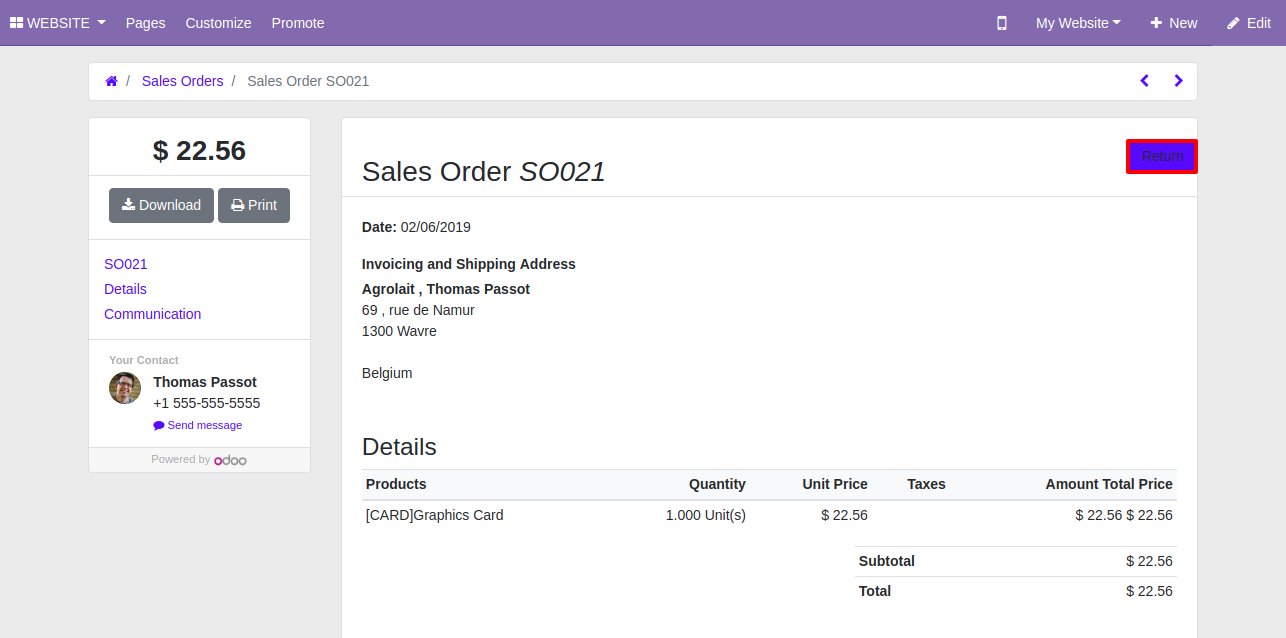 WEBSITE Pages Customize Promote My Website New Edit
/ Sales Orders / Sales Order SO021
$ 22.56
Download Print
SO021
Details
Communication
Your Contact
Thomas Passot
+1 555-555-5555
Send message
Powered by odoo
Sales Order SO021
Return
Date: 02/06/2019
Invoicing and Shipping Address
Agrolait , Thomas Passot
69 , rue de Namur
1300 Wavre
Belgium
Details
Products Quantity Unit Price Taxes Amount Total Price
[CARD]Graphics Card 1.000 Unit(s) $ 22.56 $ 22.56 $ 22.56
Subtotal $ 22.56
Total $ 22.56